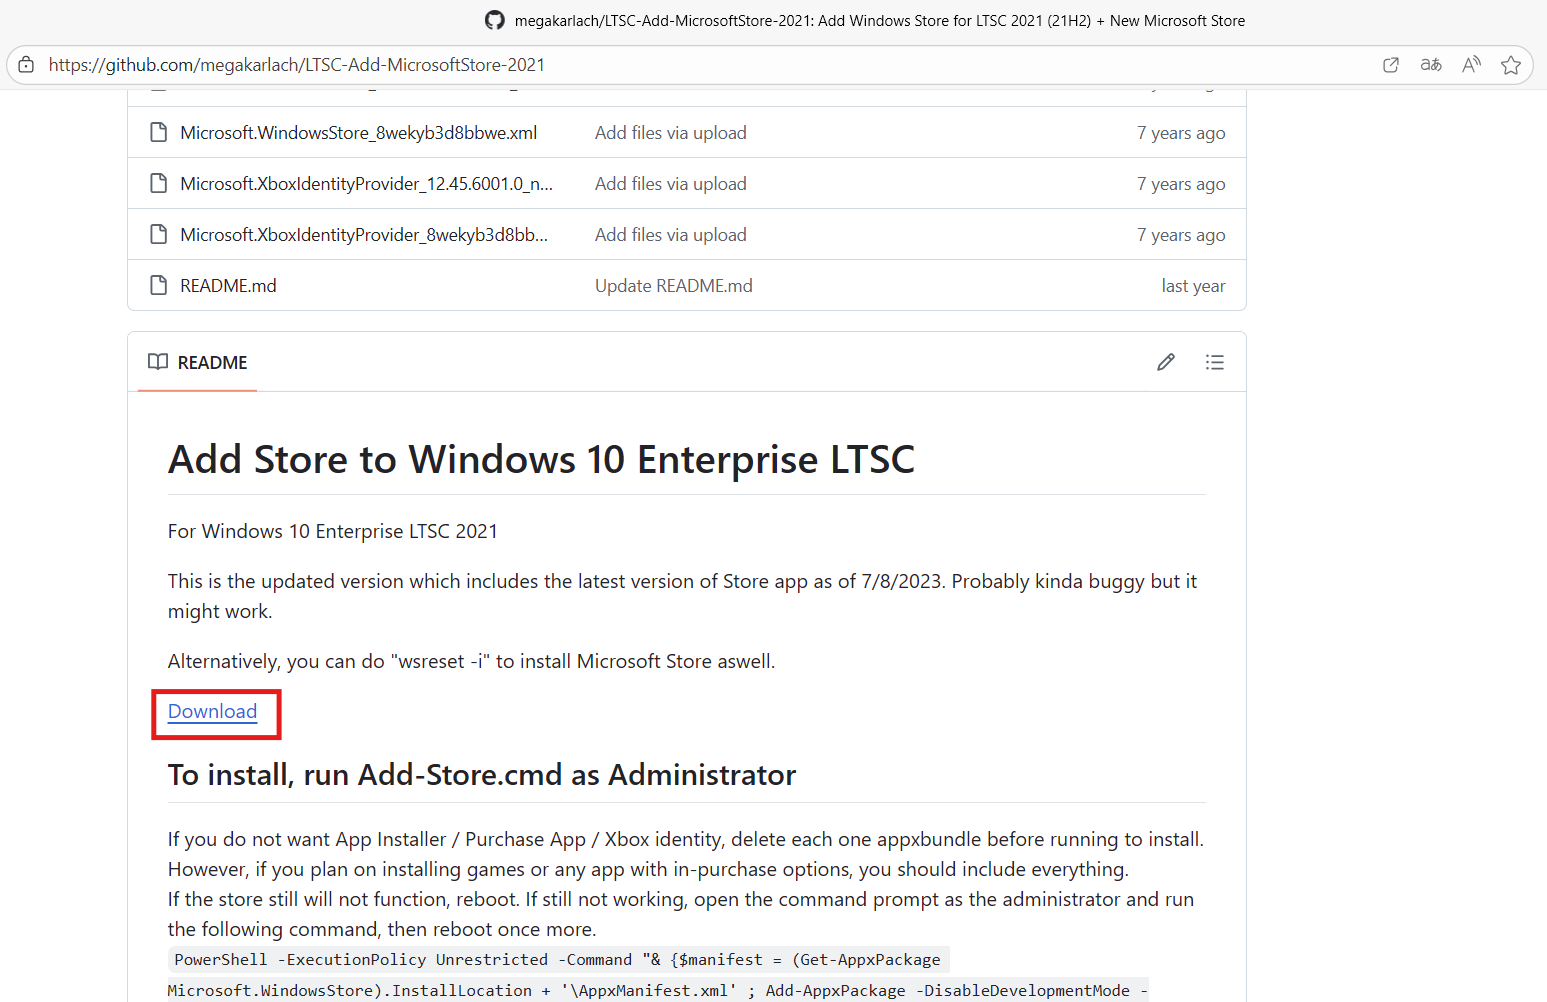 megakarlach/LTSC-Add-MicrosoftStore-2021: Add Windows Store for LTSC 2021 (21H2) + New Microsoft Store
https://github.com/megakarlach/LTSC-Add-MicrosoftStore-2021
Microsoft.WindowsStore_8wekyb3d8bbwe.xml Add files via upload 7 years ago
Microsoft.XboxIdentityProvider_12.45.6001.0_n... Add files via upload 7 years ago
Microsoft.XboxIdentityProvider_8wekyb3d8bb... Add files via upload 7 years ago
README.md Update README.md last year
README
Add Store to Windows 10 Enterprise LTSC
For Windows 10 Enterprise LTSC 2021
This is the updated version which includes the latest version of Store app as of 7/8/2023. Probably kinda buggy but it
might work.
Alternatively, you can do "wsreset -i" to install Microsoft Store aswell.
Download
To install, run Add-Store.cmd as Administrator
If you do not want App Installer / Purchase App / Xbox identity, delete each one appxbundle before running to install.
However, if you plan on installing games or any app with in-purchase options, you should include everything.
If the store still will not function, reboot. If still not working, open the command prompt as the administrator and run
the following command, then reboot once more.
PowerShell -ExecutionPolicy Unrestricted -Command "& {$manifest = (Get-AppxPackage
Microsoft.WindowsStore).InstallLocation + '\AppxManifest.xml' ; Add-AppxPackage -DisableDevelopmentMode -